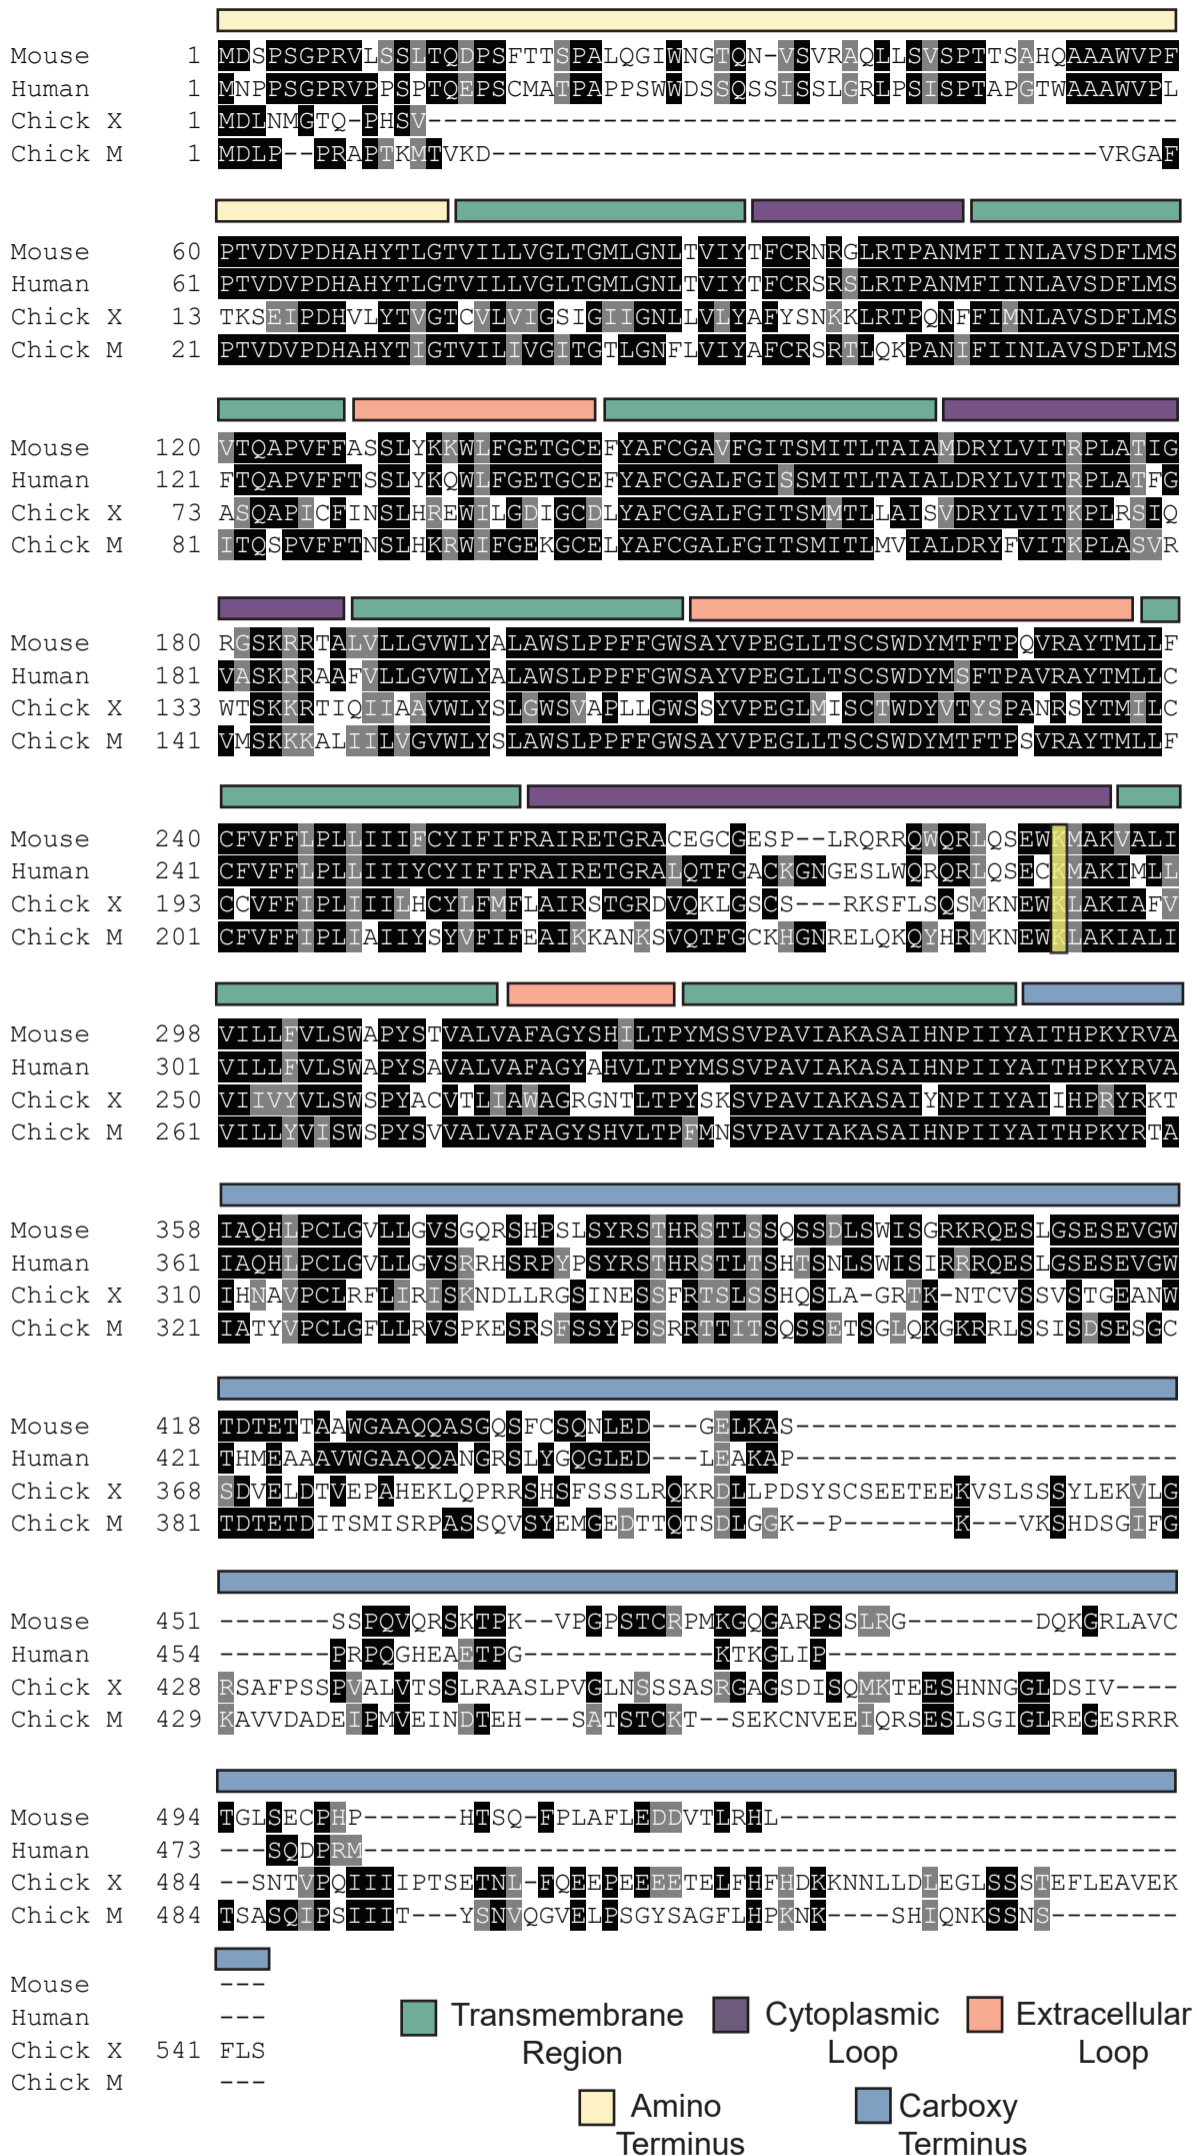 Mouse 1 MDSPSGPRVLSSLTQDPSFTTSPALQGIWNGTQN-VSVRAQLLSVSPTTSAHQAAAWVPF
Human 1 MNPPSGPRVPPSPTQEPSCMATPAPPSWWDSSQSSISSLGRLPSISPTAPGTWAAAWVPL
Chick X 1 MDLNMGTQ-PHSV-----------------------------------------------
Chick M 1 MDLP--PRAPTKMTVKD--------------------------------------VRGAF
Mouse 60 PTVDVPDHAHYTLGTVILLVGLTGMLGNLTVIYTFCRNRGLRTPANMFIINLAVSDFLMS
Human 61 PTVDVPDHAHYTLGTVILLVGLTGMLGNLTVIYTFCRSRSLRTPANMFIINLAVSDFLMS
Chick X 13 TKSEIPDHVLYTVGTCVLVIGSIGIIGNLLVLYAFYSNKKLRTPQNFFIMNLAVSDFLMS
Chick M 21 PTVDVPDHAHYTIGTVILIVGITGTLGNFLVIYAFCRSRTLQKPANIFIINLAVSDFLMS
Mouse 120 VTQAPVFFASSLYKKWLFGETGCEFYAFCGAVFGITSMITLTAIAMDRYLVITRPLATIG
Human 121 FTQAPVFFTSSLYKQWLFGETGCEFYAFCGALFGISSMITLTAIALDRYLVITRPLATFG
Chick X 73 ASQAPICFINSLHREWILGDIGCDLYAFCGALFGITSMMTLLAISVDRYLVITKPLRSIQ
Chick M 81 ITQSPVFFTNSLHKRWIFGEKGCELYAFCGALFGITSMITLMVIALDRYFVITKPLASVR
Mouse 180 RGSKRRTALVLLGVWLYALAWSLPPFFGWSAYVPEGLLTSCSWDYMTFTPQVRAYTMLLF
Human 181 VASKRRAAFVLLGVWLYALAWSLPPFFGWSAYVPEGLLTSCSWDYMSFTPAVRAYTMLLC
Chick X 133 WTSKKRTIQIIAAVWLYSLGWSVAPLLGWSSYVPEGLMISCTWDYVTYSPANRSYTMILC
Chick M 141 VMSKKKALIILVGVWLYSLAWSLPPFFGWSAYVPEGLLTSCSWDYMTFTPSVRAYTMLLF
Mouse 240 CFVFFLPLLIIIFCYIFIFRAIRETGRACEGCGESP--LRQRRQWQRLQSEWKMAKVALI
Human 241 CFVFFLPLLIIIYCYIFIFRAIRETGRALQTFGACKGNGESLWQRQRLQSECKMAKIMLL
Chick X 193 CCVFFIPLIIILHCYLFMFLAIRSTGRDVQKLGSCS---RKSFLSQSMKNEWKLAKIAFV
Chick M 201 CFVFFIPLIAIIYSYVFIFEAIKKANKSVQTFGCKHGNRELQKQYHRMKNEWKLAKIALI
Mouse 298 VILLFVLSWAPYSTVALVAFAGYSHILTPYMSSVPAVIAKASAIHNPIIYAITHPKYRVA
Human 301 VILLFVLSWAPYSAVALVAFAGYAHVLTPYMSSVPAVIAKASAIHNPIIYAITHPKYRVA
Chick X 250 VIIVYVLSWSPYACVTLIAWAGRGNTLTPYSKSVPAVIAKASAIYNPIIYAIIHPRYRKT
Chick M 261 VILLYVISWSPYSVVALVAFAGYSHVLTPFMNSVPAVIAKASAIHNPIIYAITHPKYRTA
Mouse 358 IAQHLPCLGVLLGVSGQRSHPSLSYRSTHRSTLSSQSSDLSWISGRKRQESLGSESEVGW
Human 361 IAQHLPCLGVLLGVSRRHSRPYPSYRSTHRSTLTSHTSNLSWISIRRRQESLGSESEVGW
Chick X 310 IHNAVPCLRFLIRISKNDLLRGSINESSFRTSLSSHQSLA-GRTK-NTCVSSVSTGEANW
Chick M 321 IATYVPCLGFLLRVSPKESRSFSSYPSSRRTTITSQSSETSGLQKGKRRLSSISDSESGC
Mouse 418 TDTETTAAWGAAQQASGQSFCSQNLED---GELKAS------------------------
Human 421 THMEAAAVWGAAQQANGRSLYGQGLED---LEAKAP------------------------
Chick X 368 SDVELDTVEPAHEKLQPRRSHSFSSSLRQKRDLLPDSYSCSEETEEKVSLSSSYLEKVLG
Chick M 381 TDTETDITSMISRPASSQVSYEMGEDTTQTSDLGGK--P-------K---VKSHDSGIFG
Mouse 451 -------SSPQVQRSKTPK--VPGPSTCRPMKGQGARPSSLRG--------DQKGRLAVC
Human 454 -------PRPQGHEAETPG------------KTKGLIP----------------------
Chick X 428 RSAFPSSPVALVTSSLRAASLPVGLNSSSASRGAGSDISQMKTEESHNNGGLDSIV----
Chick M 429 KAVVDADEIPMVEINDTEH---SATSTCKT--SEKCNVEEIQRSESLSGIGLREGESRRR
Mouse 494 TGLSECPHP------HTSQ-FPLAFLEDDVTLRHL-------------------------
Human 473 ---SQDPRM---------------------------------------------------
Chick X 484 --SNTVPQIIIIPTSETNL-FQEEPEEEETELFHFHDKKNNLLDLEGLSSSTEFLEAVEK
Chick M 484 TSASQIPSIIIT---YSNVQGVELPSGYSAGFLHPKNK----SHIQNKSSNS--------
Mouse ---
Human ---
Chick X 541 FLS
Chick M ---
Transmembrane Region
Cytoplasmic Loop
Extracellular Loop
Amino Terminus
Carboxy Terminus